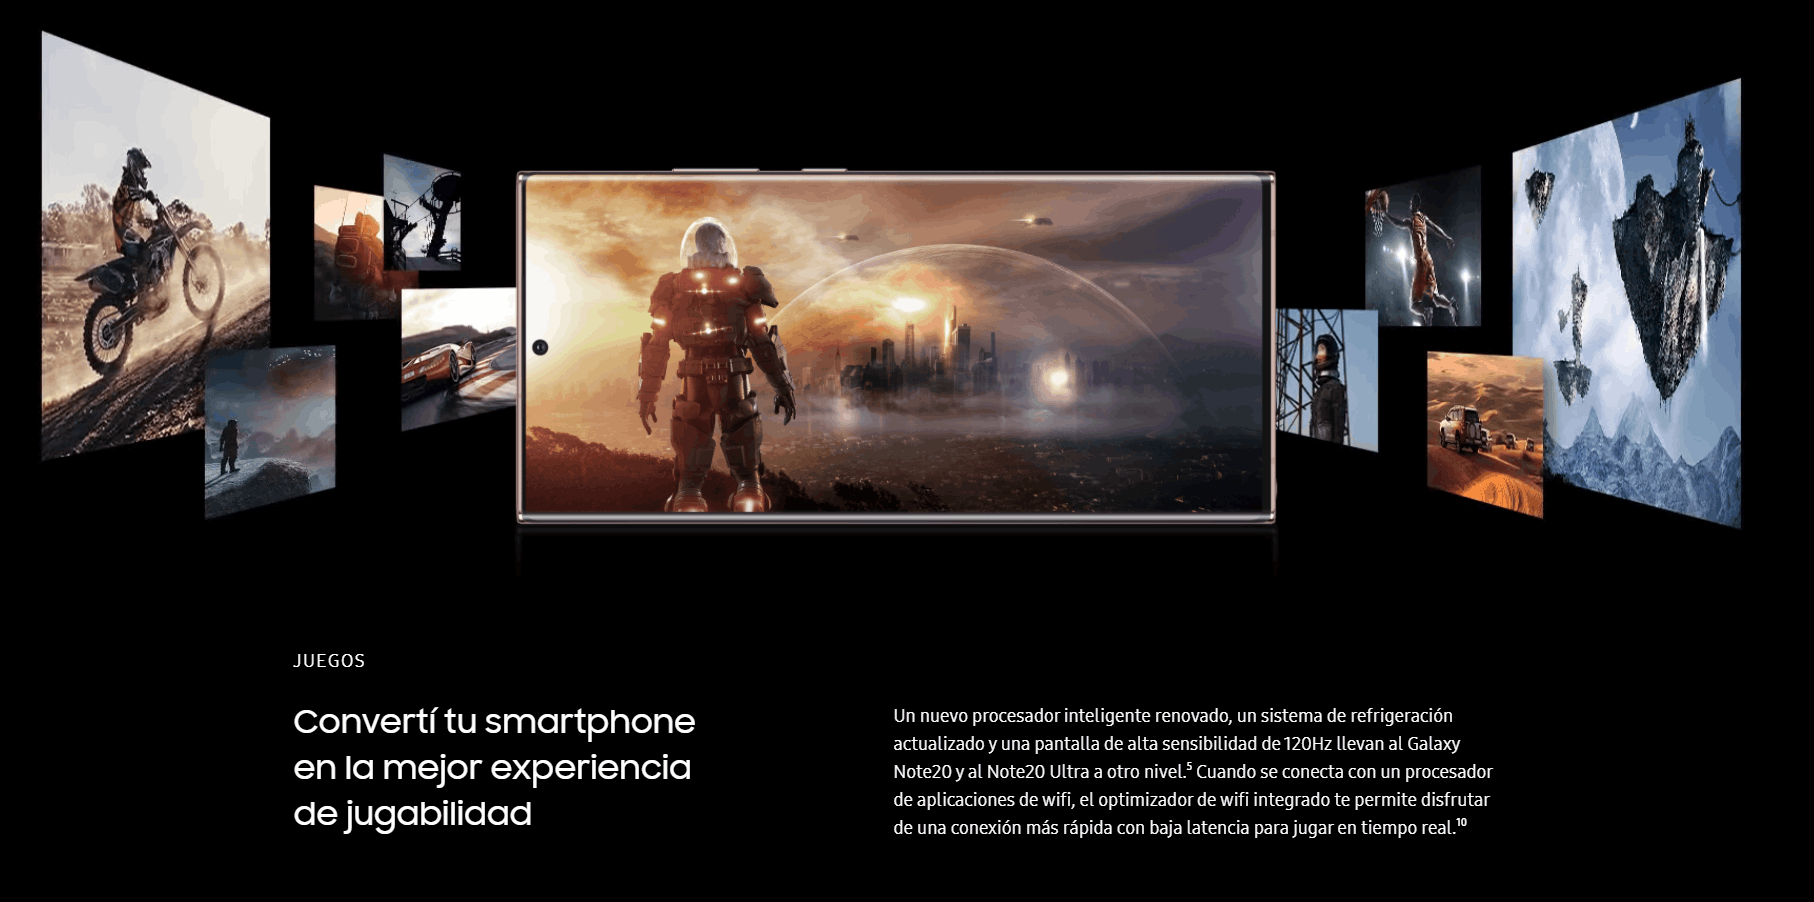 JUEGOS
Convertí tu smartphone
en la mejor experiencia
de jugabilidad
Un nuevo procesador inteligente renovado, un sistema de refrigeración
actualizado y una pantalla de alta sensibilidad de 120Hz llevan al Galaxy
Note20 y al Note20 Ultra a otro nivel.⁵ Cuando se conecta con un procesador
de aplicaciones de wifi, el optimizador de wifi integrado te permite disfrutar
de una conexión más rápida con baja latencia para jugar en tiempo real.¹⁰